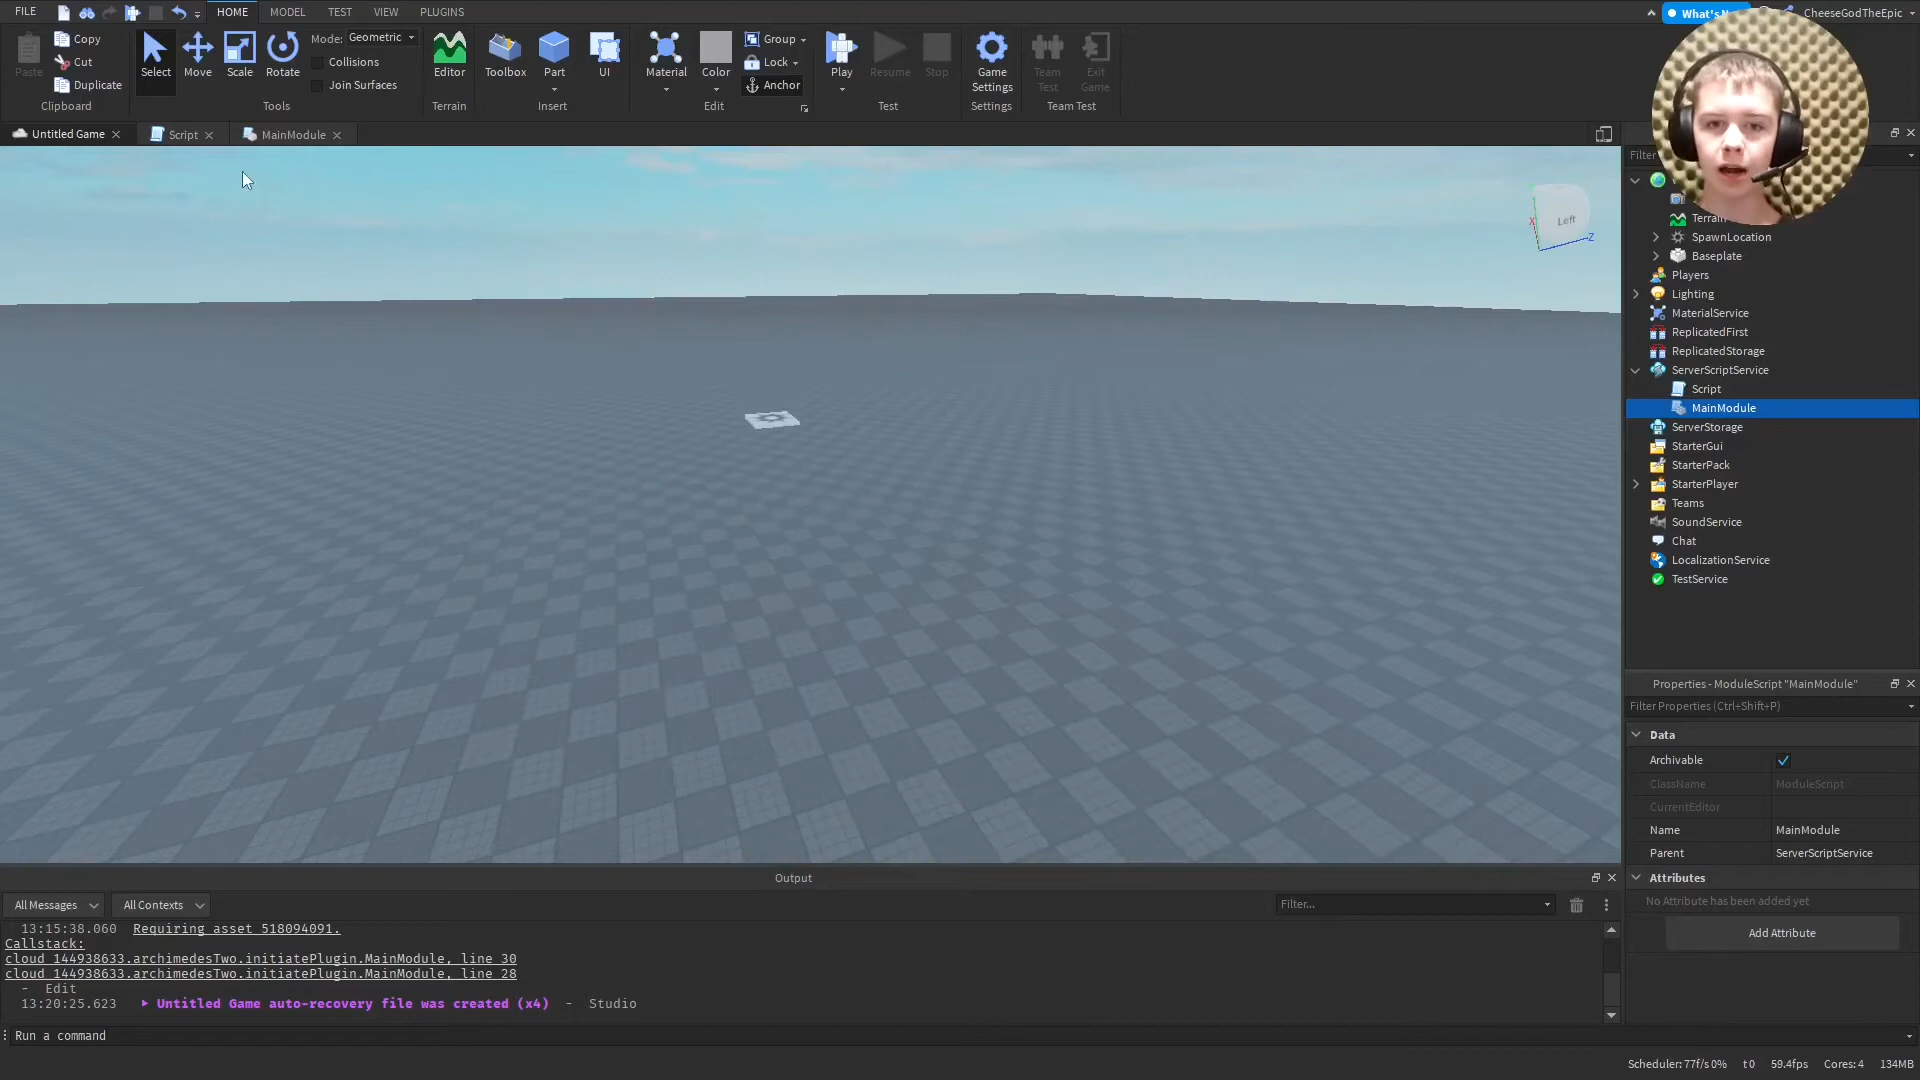 FILE
HOME
MODEL
TEST
VIEW
PLUGINS
What's N
CheeseGodTheEpic
Paste
Copy
Cut
Duplicate
Clipboard
Select
Move
Scale
Rotate
Mode: Geometric
Collisions
Join Surfaces
Tools
Editor
Terrain
Toolbox
Part
UI
Insert
Material
Color
Group
Lock
Anchor
Edit
Play
Resume
Stop
Test
Game
Settings
Settings
Team
Test
Exit
Game
Team Test
Untitled Game
Script
MainModule
Filter
Left
X
Z
Terrain
SpawnLocation
Baseplate
Players
Lighting
MaterialService
ReplicatedFirst
ReplicatedStorage
ServerScriptService
Script
MainModule
ServerStorage
StarterGui
StarterPack
StarterPlayer
Teams
SoundService
Chat
LocalizationService
TestService
Properties - ModuleScript "MainModule"
Filter Properties (Ctrl+Shift+P)
Data
Archivable
ClassName ModuleScript
CurrentEditor
Name MainModule
Parent ServerScriptService
Attributes
No Attribute has been added yet
Add Attribute
Output
All Messages
All Contexts
Filter...
13:15:38.060 Requiring asset 518094091.
Callstack:
cloud_144938633.archimedesTwo.initiatePlugin.MainModule, line 30
cloud_144938633.archimedesTwo.initiatePlugin.MainModule, line 28
- Edit
13:20:25.623 Untitled Game auto-recovery file was created (x4) - Studio
Run a command
Scheduler: 77f/s 0% t 0 59.4fps Cores: 4 134MB